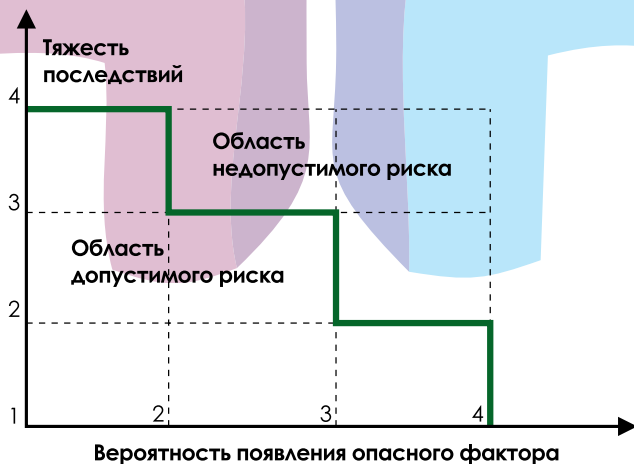 Тяжесть
последствий
4
Область
недопустимого риска
3
Область
допустимого риска
2
1
2
3
4
Вероятность появления опасного фактора